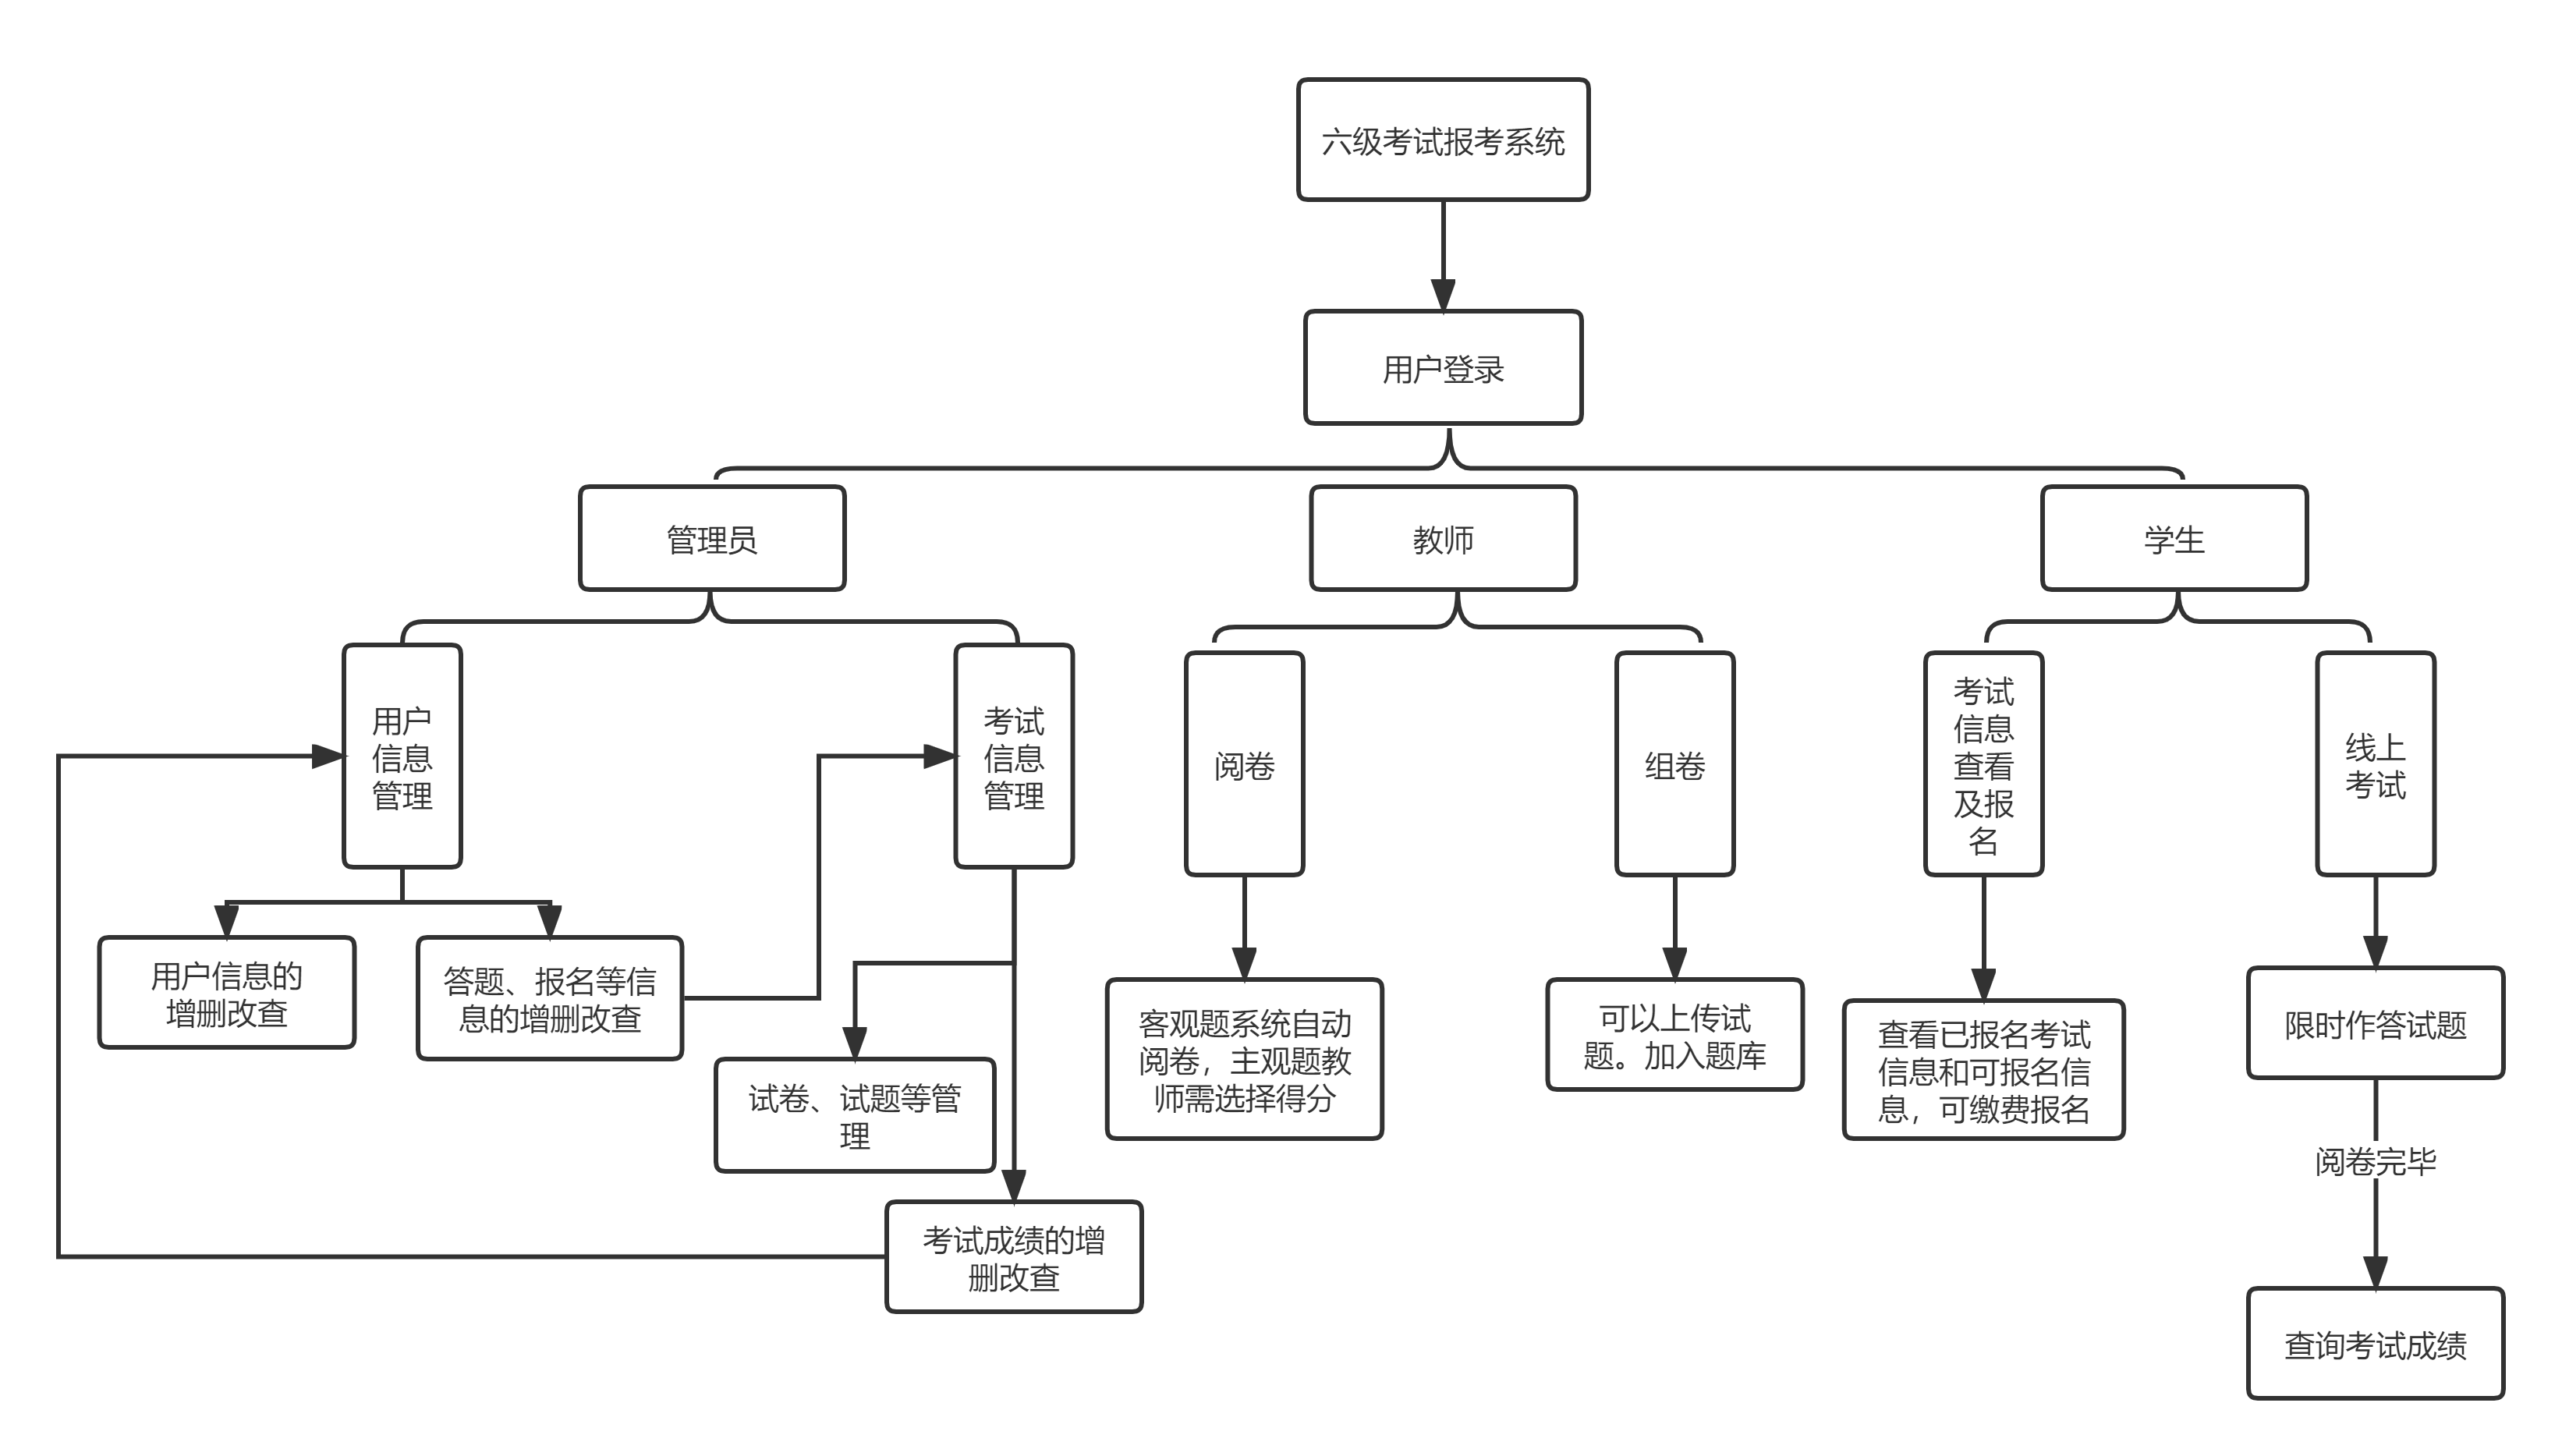 六级考试报考系统
用户登录
管理员
教师
学生
用户
信息
管理
考试
信息
管理
阅卷
组卷
考试
信息
查看
及报
名
线上
考试
用户信息的
增删改查
答题、报名等信
息的增删改查
试卷、试题等管
理
考试成绩的增
删改查
客观题系统自动
阅卷，主观题教
师需选择得分
可以上传试
题。加入题库
查看已报名考试
信息和可报名信
息，可缴费报名
限时作答试题
阅卷完毕
查询考试成绩